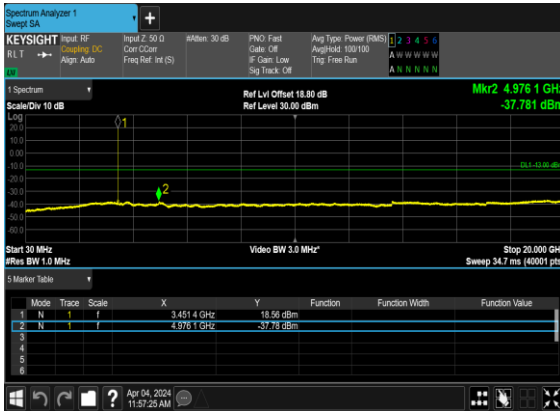 Spectrum Analyzer 1
Swept SA
+
KEYSIGHT
RLT
Input: RF
Coupling: DC
Align: Auto
Input Z: 50 Ω
Corr CCorr
Freq Ref: Int (S)
#Atten: 30 dB
PNO: Fast
Gate: Off
IF Gain: Low
Sig Track: Off
Avg Type: Power (RMS)
Avg|Hold: 100/100
Trig: Free Run
1 2 3 4 5 6
A W W W W W
A N N N N N
1 Spectrum
Scale/Div 10 dB
Ref Lvl Offset 18.80 dB
Ref Level 30.00 dBm
Mkr2 4.976 1 GHz
-37.781 dBm
Log
20.0
10.0
0.00
-10.0
-20.0
-30.0
-40.0
-50.0
-60.0
1
2
DL1 -13.00 dBm
Start 30 MHz
#Res BW 1.0 MHz
Video BW 3.0 MHz*
Stop 20.000 GHz
Sweep 34.7 ms (40001 pts)
5 Marker Table
Mode Trace Scale X Y Function Function Width Function Value
1 N 1 f 3.451 4 GHz 18.56 dBm
2 N 1 f 4.976 1 GHz -37.78 dBm
3
4
5
6
?
Apr 04, 2024
11:57:25 AM